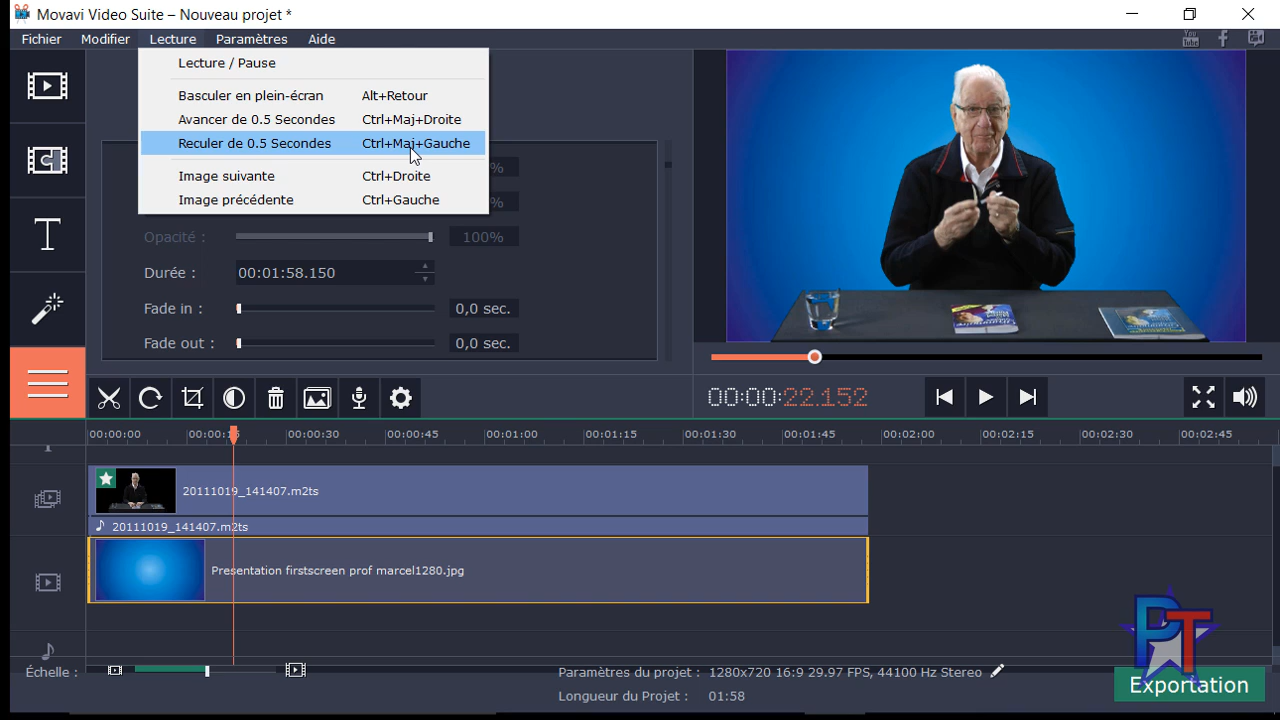 Movavi Video Suite – Nouveau projet *
Fichier Modifier Lecture Paramètres Aide
You Tube
Lecture / Pause
Basculer en plein-écran Alt+Retour
Avancer de 0.5 Secondes Ctrl+Maj+Droite
Reculer de 0.5 Secondes Ctrl+Maj+Gauche
%
Image suivante Ctrl+Droite
Image précédente Ctrl+Gauche
%
Opacité : 100%
Durée : 00:01:58.150
Fade in : 0,0 sec.
Fade out : 0,0 sec.
00:00:22.152
00:00:00 00:00:15 00:00:30 00:00:45 00:01:00 00:01:15 00:01:30 00:01:45 00:02:00 00:02:15 00:02:30 00:02:45
20111019_141407.m2ts
20111019_141407.m2ts
Presentation firstscreen prof marcel1280.jpg
PT
Échelle : Paramètres du projet : 1280x720 16:9 29.97 FPS, 44100 Hz Stereo
Longueur du Projet : 01:58
Exportation